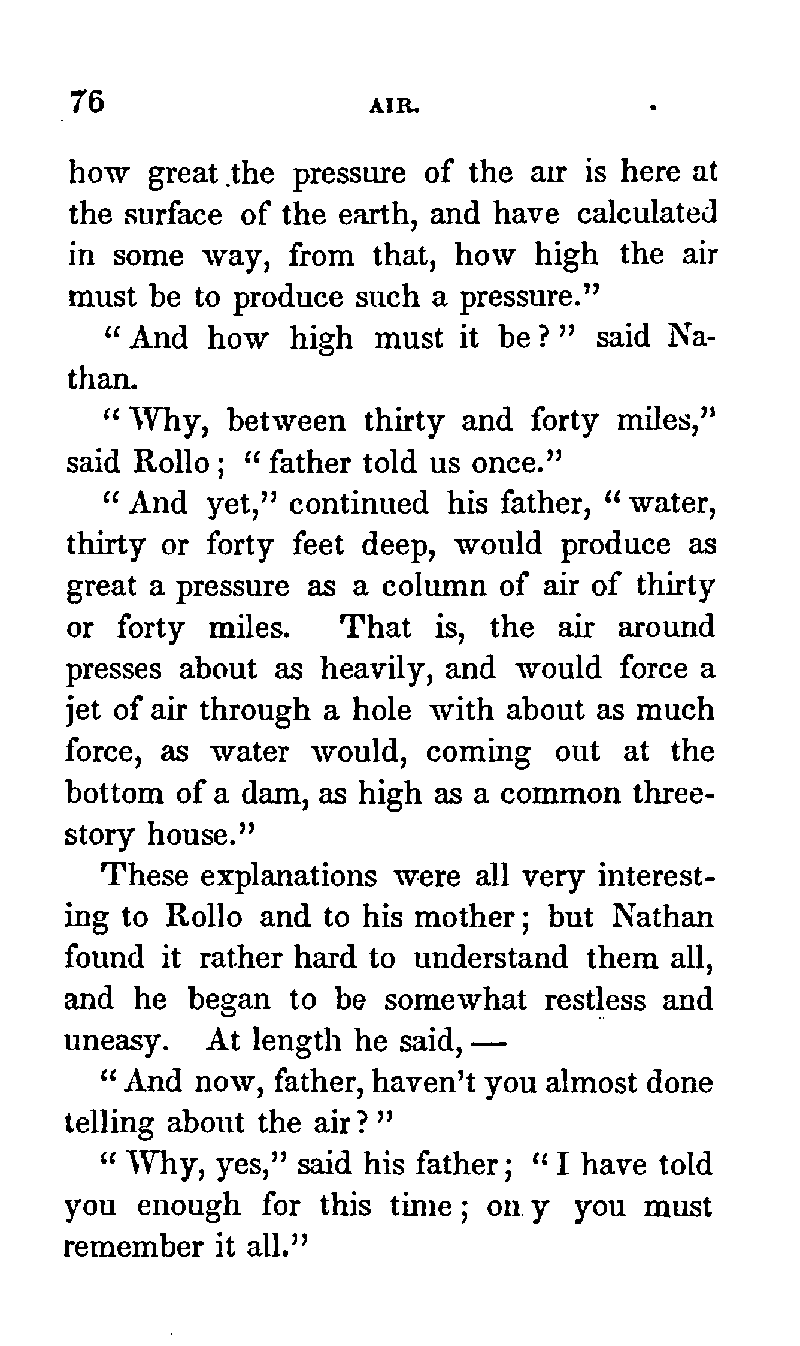 76 AIR.
how great the pressure of the air is here at
the surface of the earth, and have calculated
in some way, from that, how high the air
must be to produce such a pressure."
"And how high must it be?" said Na-
than.
"Why, between thirty and forty miles,"
said Rollo; "father told us once."
"And yet," continued his father, "water,
thirty or forty feet deep, would produce as
great a pressure as a column of air of thirty
or forty miles. That is, the air around
presses about as heavily, and would force a
jet of air through a hole with about as much
force, as water would, coming out at the
bottom of a dam, as high as a common three-
story house."
These explanations were all very interest-
ing to Rollo and to his mother; but Nathan
found it rather hard to understand them all,
and he began to be somewhat restless and
uneasy. At length he said, —
"And now, father, haven't you almost done
telling about the air?"
"Why, yes," said his father; "I have told
you enough for this time; on y you must
remember it all."